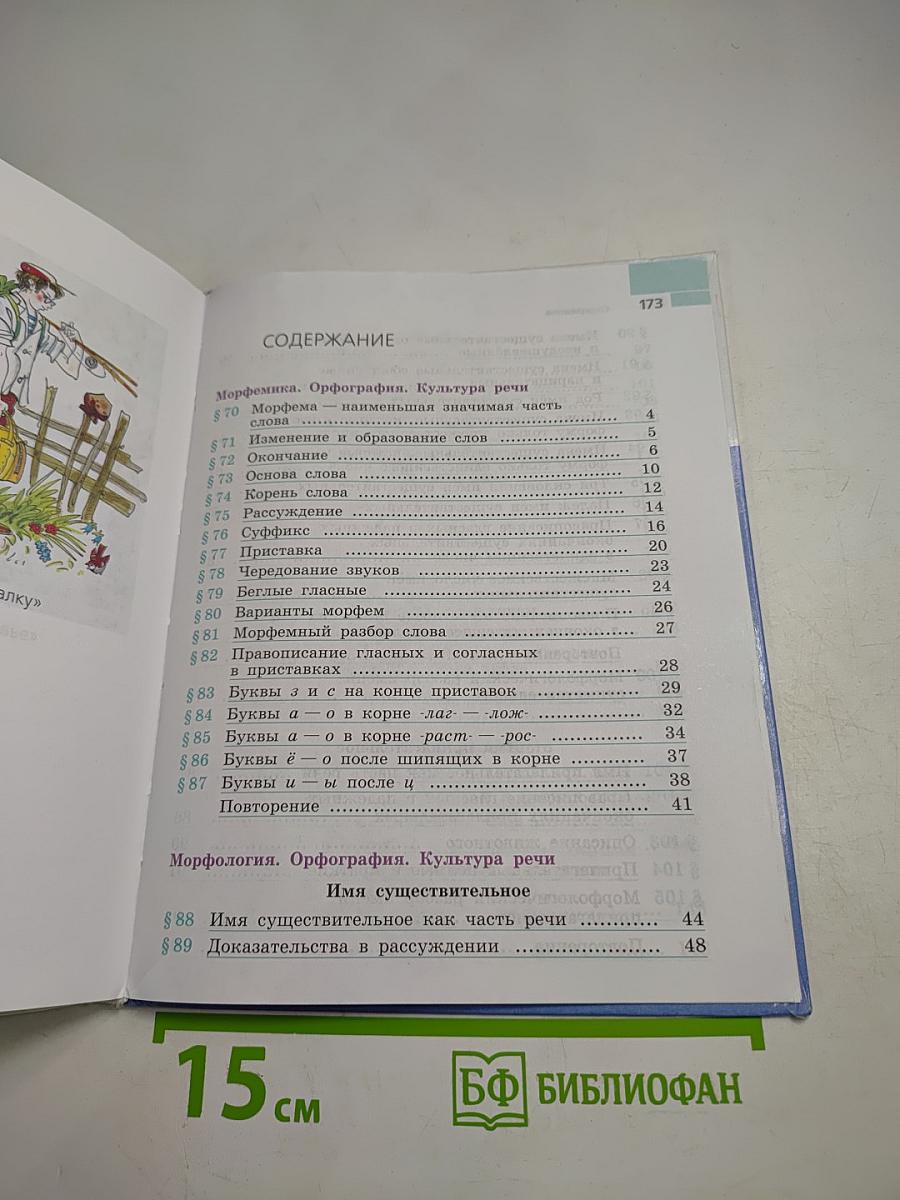 173
СОДЕРЖАНИЕ
Морфемика. Орфография. Культура речи
§ 70 Морфема — наименьшая значимая часть
слова ........ 4
§ 71 Изменение и образование слов ........ 5
§ 72 Окончание ........ 6
§ 73 Основа слова ........ 10
§ 74 Корень слова ........ 12
§ 75 Рассуждение ........ 14
§ 76 Суффикс ........ 16
§ 77 Приставка ........ 20
§ 78 Чередование звуков ........ 23
§ 79 Беглые гласные ........ 24
§ 80 Варианты морфем ........ 26
§ 81 Морфемный разбор слова ........ 27
§ 82 Правописание гласных и согласных
в приставках ........ 28
§ 83 Буквы з и с на конце приставок ........ 29
§ 84 Буквы а — о в корне -лаг- — -лож- ........ 32
§ 85 Буквы а — о в корне -раст- — -рос- ........ 34
§ 86 Буквы ё — о после шипящих в корне ........ 37
§ 87 Буквы и — ы после ц ........ 38
Повторение ........ 41
Морфология. Орфография. Культура речи
Имя существительное
§ 88 Имя существительное как часть речи ........ 44
§ 89 Доказательства в рассуждении ........ 48
15 см
БФ БИБЛИОФАН